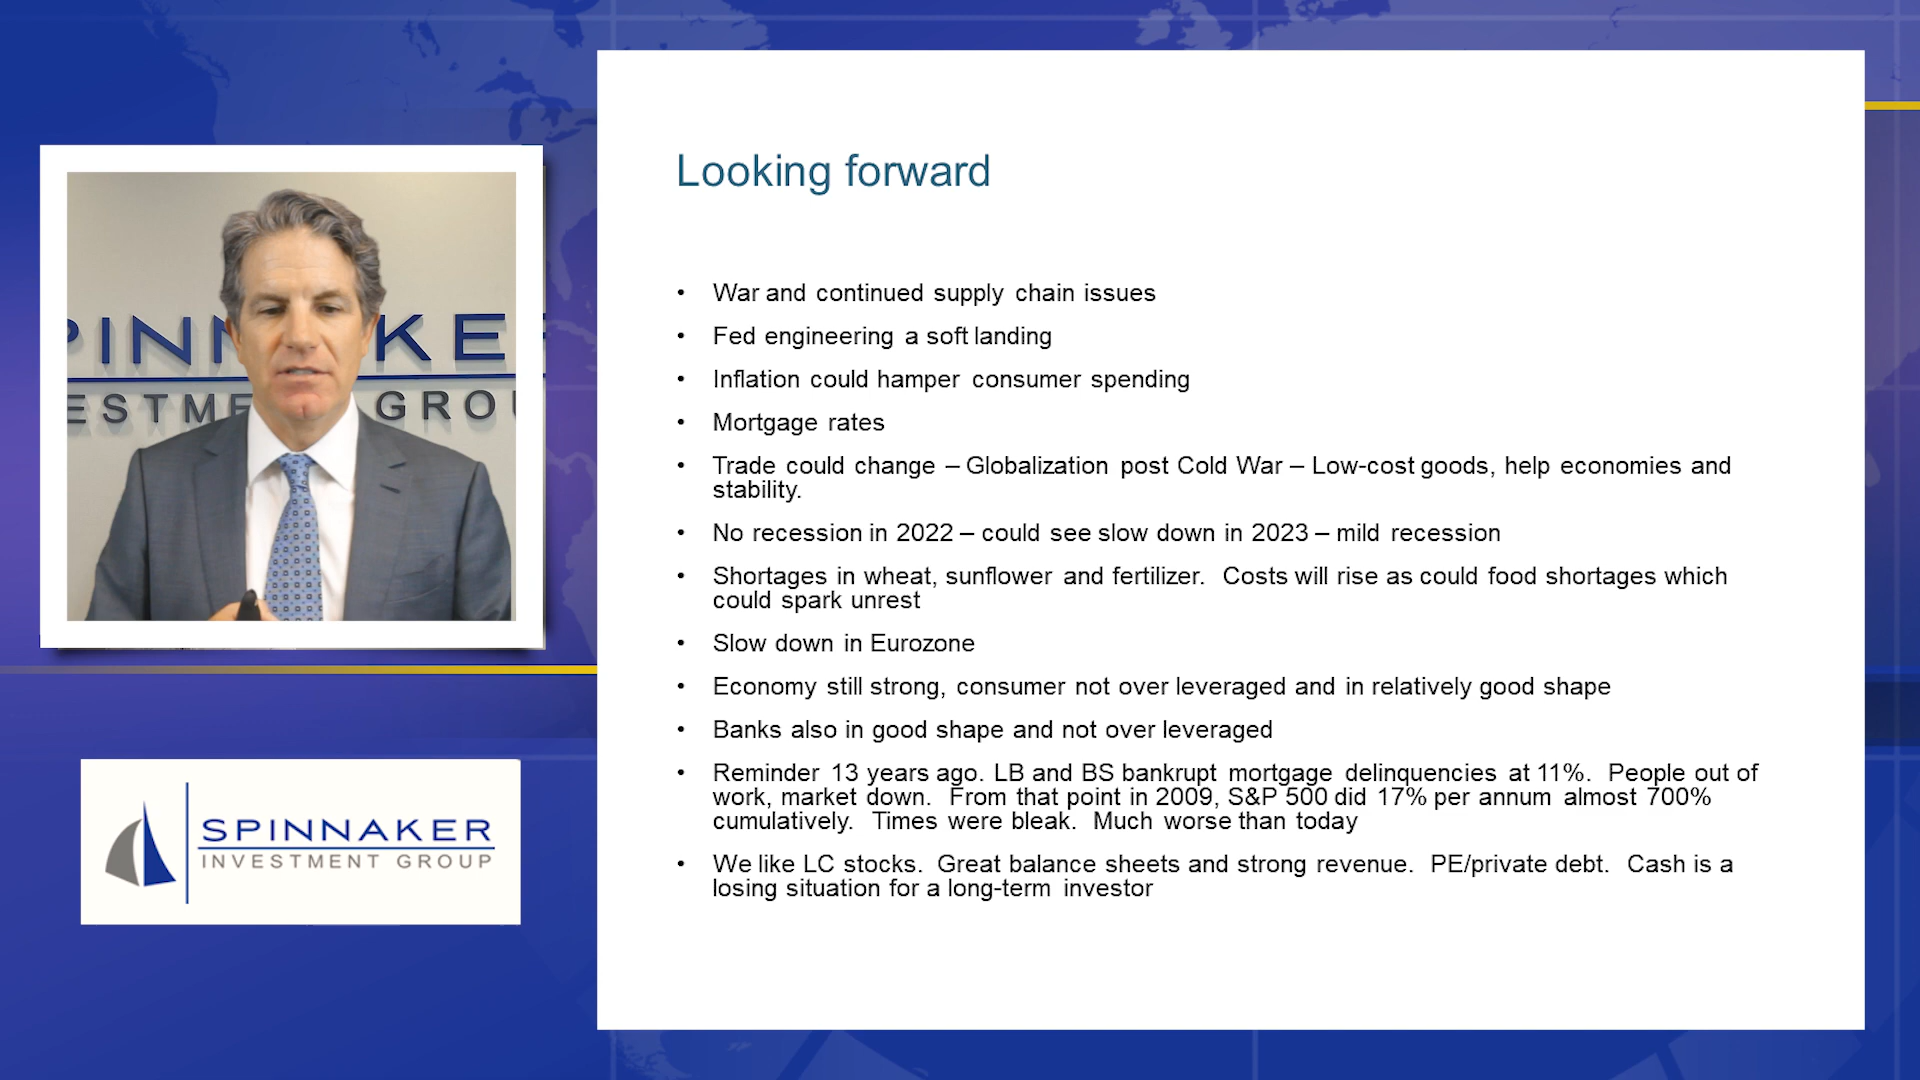 Looking forward
• War and continued supply chain issues
• Fed engineering a soft landing
• Inflation could hamper consumer spending
• Mortgage rates
• Trade could change – Globalization post Cold War – Low-cost goods, help economies and
stability.
• No recession in 2022 – could see slow down in 2023 – mild recession
• Shortages in wheat, sunflower and fertilizer. Costs will rise as could food shortages which
could spark unrest
• Slow down in Eurozone
• Economy still strong, consumer not over leveraged and in relatively good shape
• Banks also in good shape and not over leveraged
• Reminder 13 years ago. LB and BS bankrupt mortgage delinquencies at 11%. People out of
work, market down. From that point in 2009, S&P 500 did 17% per annum almost 700%
cumulatively. Times were bleak. Much worse than today
• We like LC stocks. Great balance sheets and strong revenue. PE/private debt. Cash is a
losing situation for a long-term investor
PINN KER
ESTME GROU
SPINNAKER
INVESTMENT GROUP